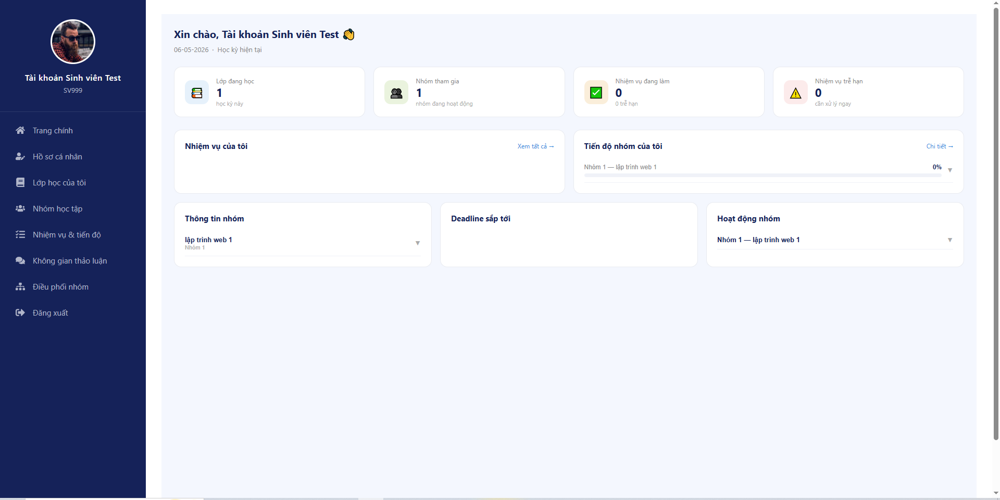 Tài khoản Sinh viên Test
SV999
Trang chính
Hồ sơ cá nhân
Lớp học của tôi
Nhóm học tập
Nhiệm vụ & tiến độ
Không gian thảo luận
Điều phối nhóm
Đăng xuất
Xin chào, Tài khoản Sinh viên Test 👋
06-05-2026 · Học kỳ hiện tại
Lớp đang học
1
học kỳ này
Nhóm tham gia
1
nhóm đang hoạt động
Nhiệm vụ đang làm
0
0 trễ hạn
Nhiệm vụ trễ hạn
0
cần xử lý ngay
Nhiệm vụ của tôi
Xem tất cả →
Tiến độ nhóm của tôi
Chi tiết →
Nhóm 1 — lập trình web 1
0%
Thông tin nhóm
lập trình web 1
Nhóm 1
Deadline sắp tới
Hoạt động nhóm
Nhóm 1 — lập trình web 1